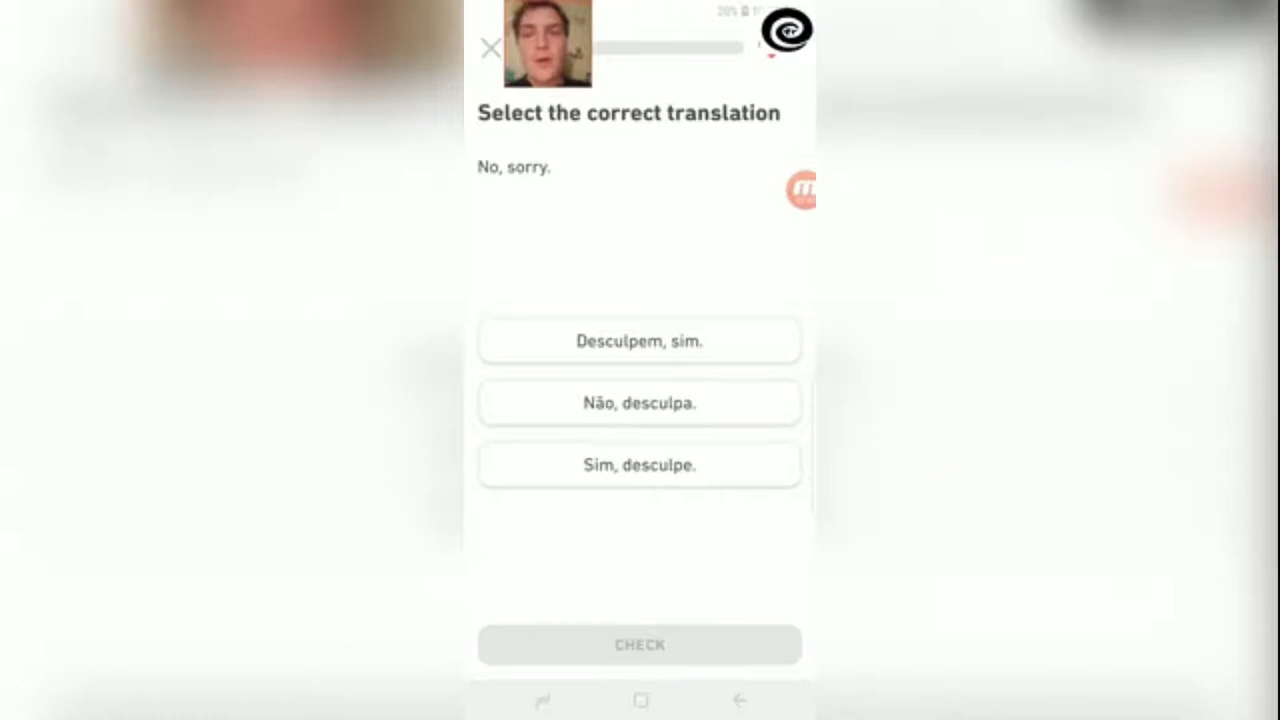 Select the correct translation
No, sorry.
Desculpem, sim.
Não, desculpa.
Sim, desculpe.
CHECK